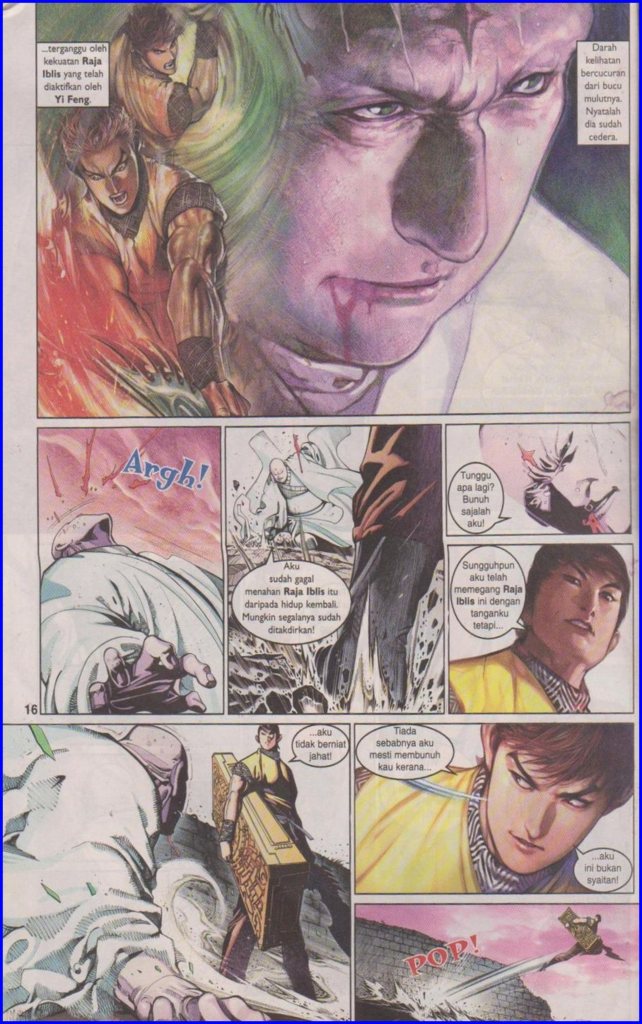 ...terganggu oleh
kekuatan Raja
Iblis yang telah
diaktifkan oleh
Yi Feng.
Darah
kelihatan
bercucuran
dari bucu
mulutnya.
Nyatalah
dia sudah
cedera.
Argh!
Aku
sudah gagal
menahan Raja Iblis itu
daripada hidup kembali.
Mungkin segalanya sudah
ditakdirkan!
Tunggu
apa lagi?
Bunuh
sajalah
aku!
Sungguhpun
aku telah
memegang Raja
Iblis ini dengan
tanganku
tetapi...
16
...aku
tidak berniat
jahat!
Tiada
sebabnya aku
mesti membunuh
kau kerana...
...aku
ini bukan
syaitan!
POP!